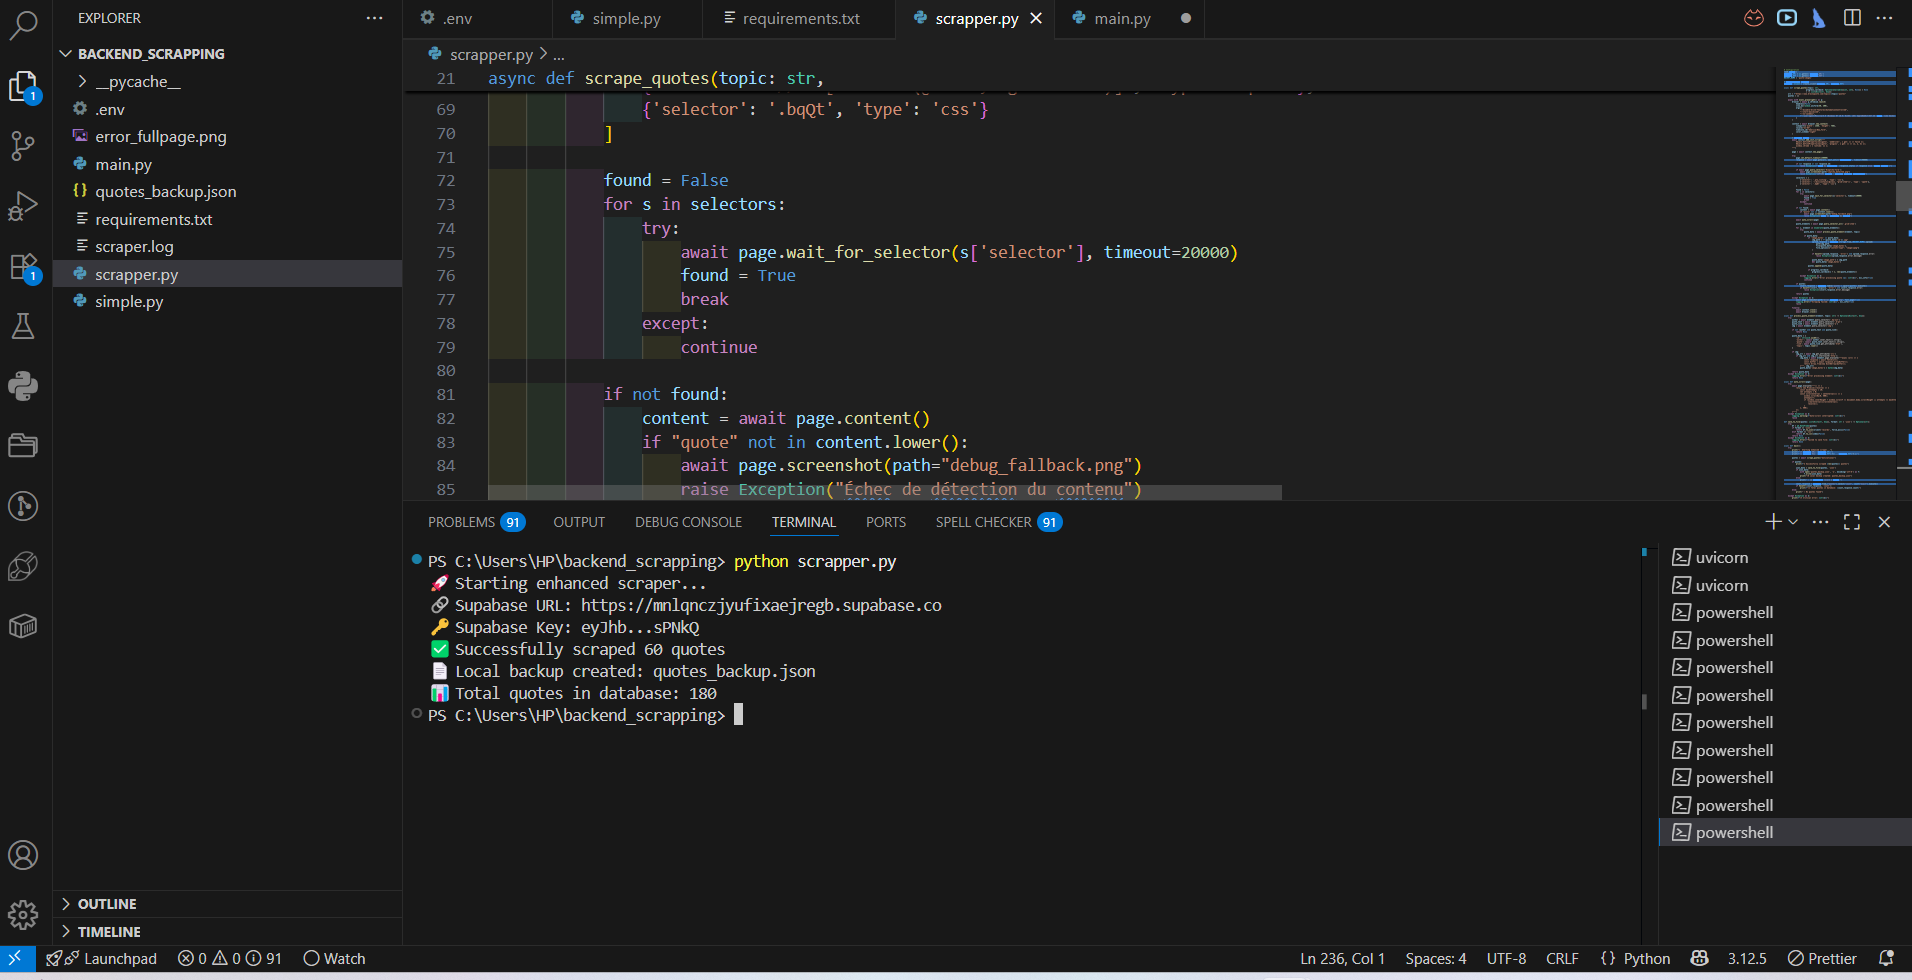 EXPLORER
BACKEND_SCRAPPING
__pycache__
.env
error_fullpage.png
main.py
quotes_backup.json
requirements.txt
scraper.log
scrapper.py
simple.py
OUTLINE
TIMELINE
.env
simple.py
requirements.txt
scrapper.py
main.py
scrapper.py > ...
21 async def scrape_quotes(topic: str,
69 {'selector': '.bqQt', 'type': 'css'}
70 ]
71
72 found = False
73 for s in selectors:
74 try:
75 await page.wait_for_selector(s['selector'], timeout=20000)
76 found = True
77 break
78 except:
79 continue
80
81 if not found:
82 content = await page.content()
83 if "quote" not in content.lower():
84 await page.screenshot(path="debug_fallback.png")
85 raise Exception("Échec de détection du contenu")
PROBLEMS 91 OUTPUT DEBUG CONSOLE TERMINAL PORTS SPELL CHECKER 91
PS C:\Users\HP\backend_scrapping> python scrapper.py
🚀 Starting enhanced scraper...
🔗 Supabase URL: https://mnlqnczjyufixaejregb.supabase.co
🔑 Supabase Key: eyJhb...sPNkQ
✅ Successfully scraped 60 quotes
📄 Local backup created: quotes_backup.json
📊 Total quotes in database: 180
PS C:\Users\HP\backend_scrapping>
uvicorn
uvicorn
powershell
powershell
powershell
powershell
powershell
powershell
powershell
powershell
powershell
1
1
Launchpad 0 0 91 Watch
Ln 236, Col 1 Spaces: 4 UTF-8 CRLF {} Python 3.12.5 Prettier